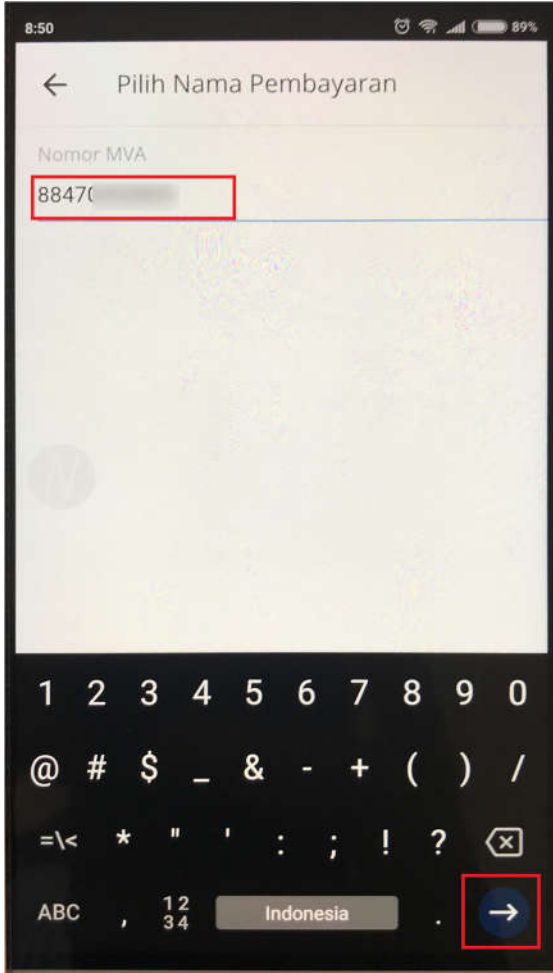 8:50
89%
Pilih Nama Pembayaran
Nomor MVA
88470
1 2 3 4 5 6 7 8 9 0
@ # $ _ & - + ( ) /
=\< * " ' : ; ! ?
ABC , 12 34 Indonesia .